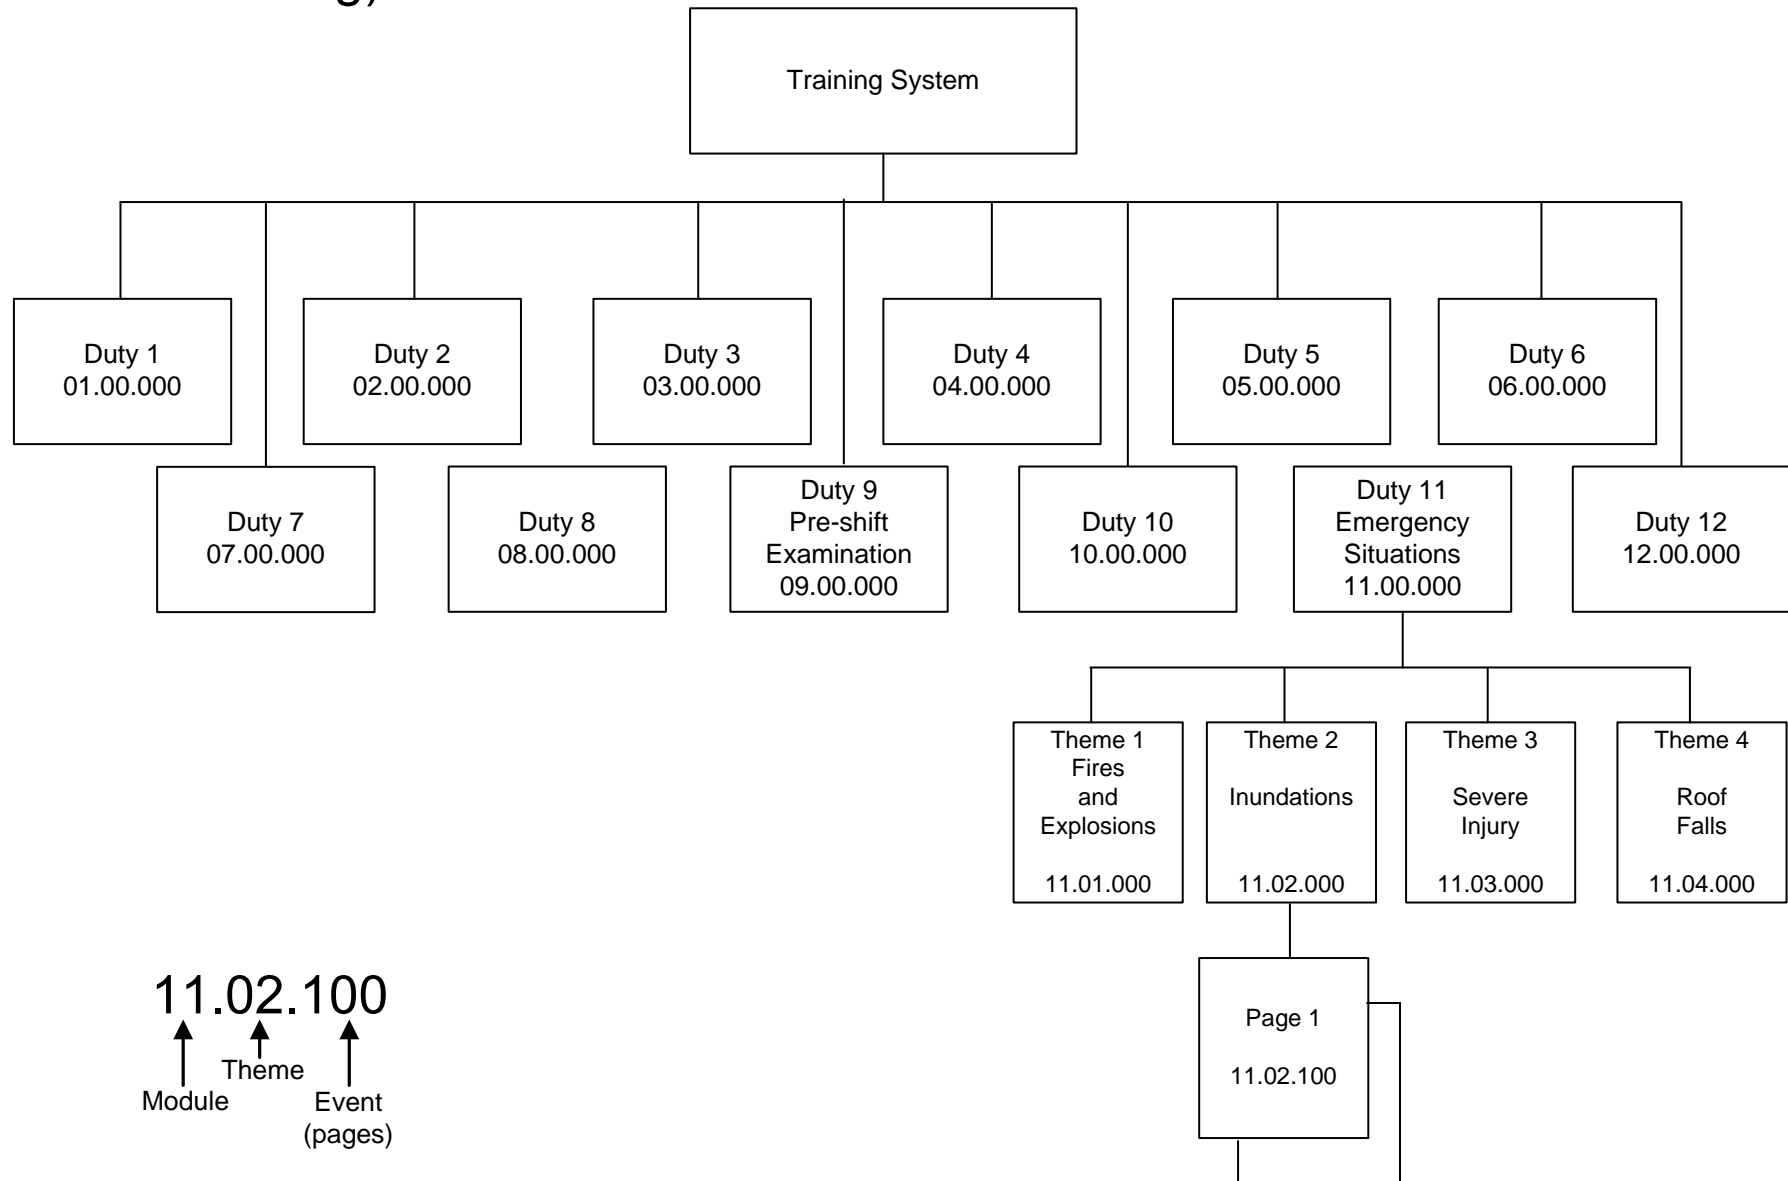 g)
Training System
Duty 1
01.00.000
Duty 2
02.00.000
Duty 3
03.00.000
Duty 4
04.00.000
Duty 5
05.00.000
Duty 6
06.00.000
Duty 7
07.00.000
Duty 8
08.00.000
Duty 9
Pre-shift
Examination
09.00.000
Duty 10
10.00.000
Duty 11
Emergency
Situations
11.00.000
Duty 12
12.00.000
Theme 1
Fires
and
Explosions
11.01.000
Theme 2
Inundations
11.02.000
Theme 3
Severe
Injury
11.03.000
Theme 4
Roof
Falls
11.04.000
Page 1
11.02.100
11.02.100
Theme
Module
Event
(pages)